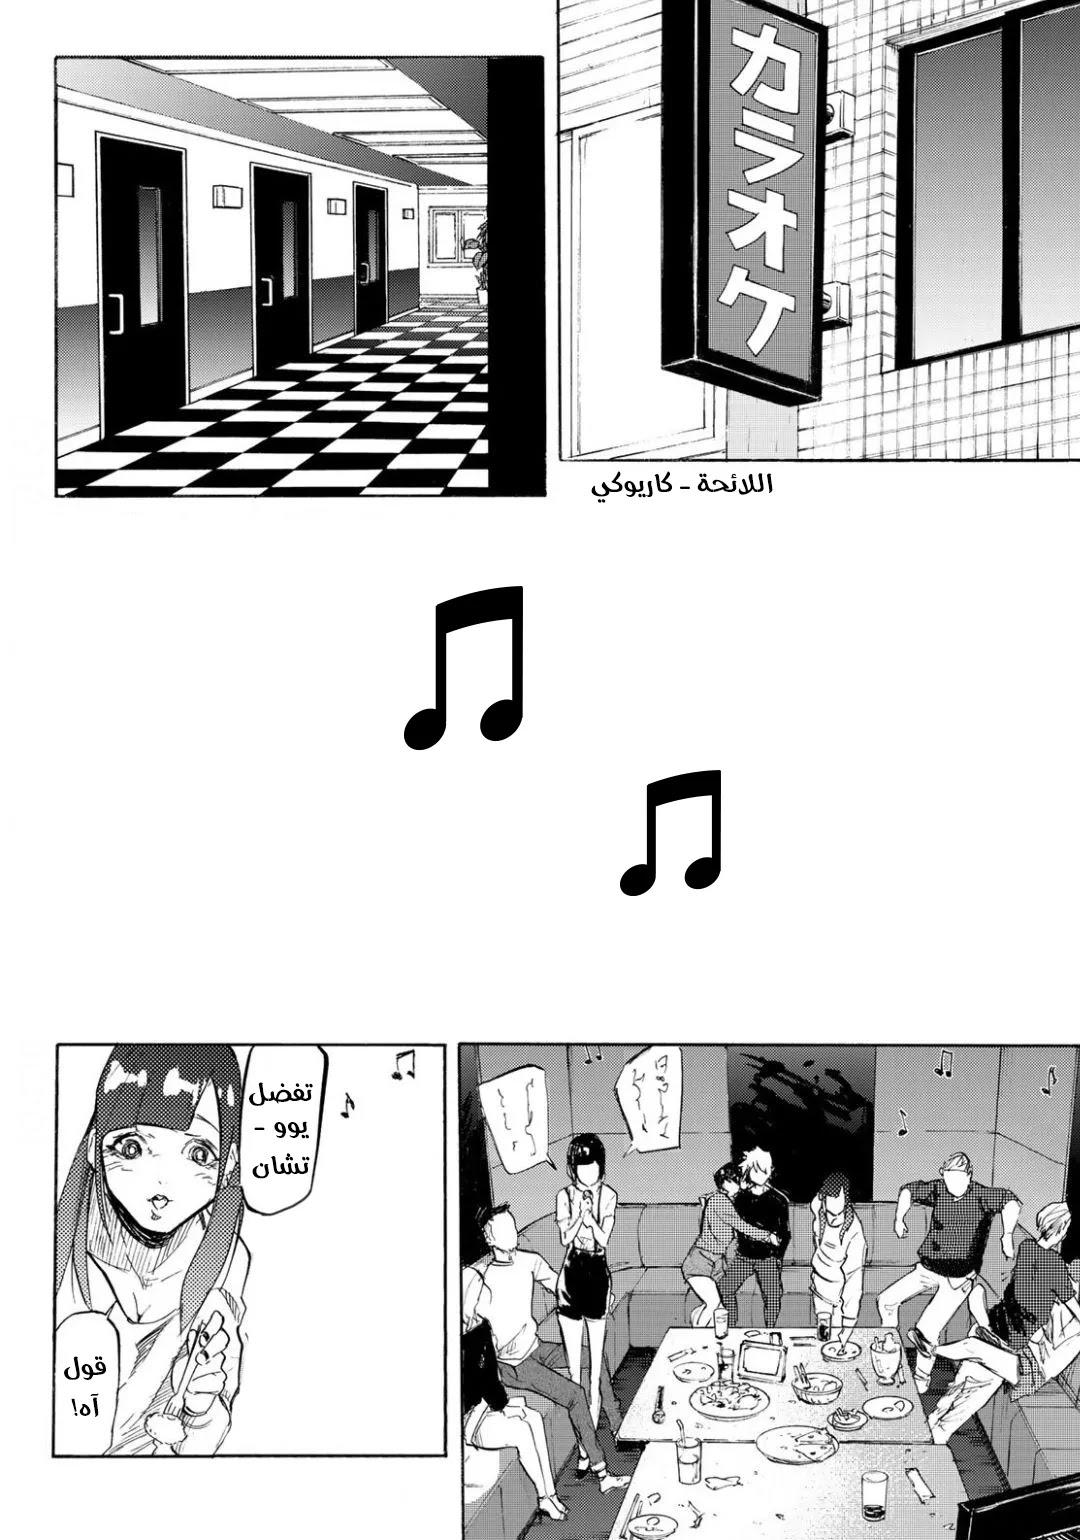 カラオケ
اللائحة - كاريوكي
تفضل
يوو -
تشان
قول
آه!